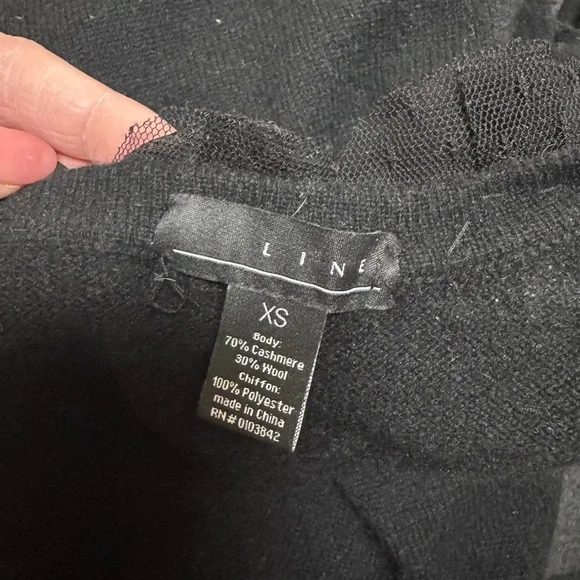 LINE
XS
Body:
70% Cashmere
30% Wool
Chiffon:
100% Polyester
made in China
RN# 0103842